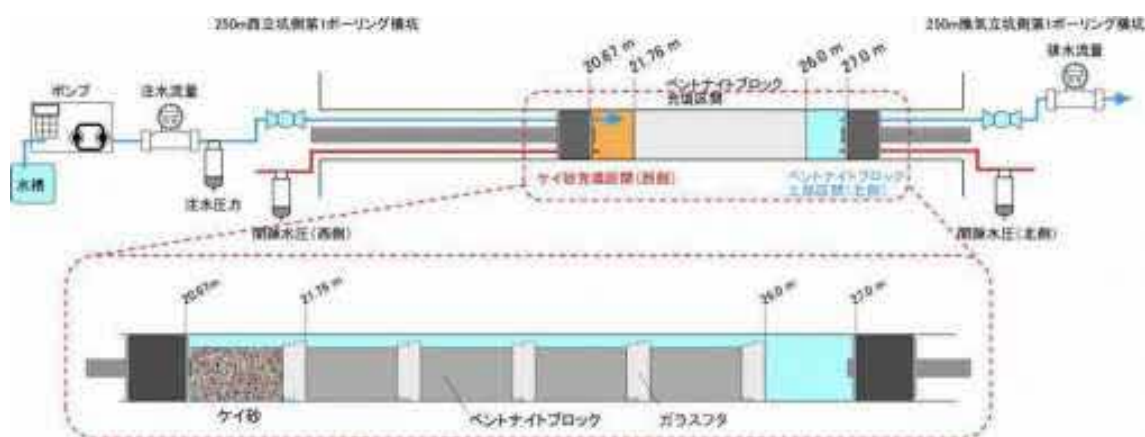 250m西立坑側第1ボーリング横坑
250m換気立坑側第1ボーリング横坑
ポンプ
注水流量
20.67 m
21.76 m
26.0 m
27.0 m
排水流量
ベントナイトブロック
充填区間
水槽
注水圧力
ケイ砂充填区間(西側)
ベントナイトブロック
上部区間(北側)
間隙水圧(西側)
間隙水圧(北側)
20.67m
21.76 m
26.0 m
27.0 m
ケイ砂
ベントナイトブロック
ガラスフタ